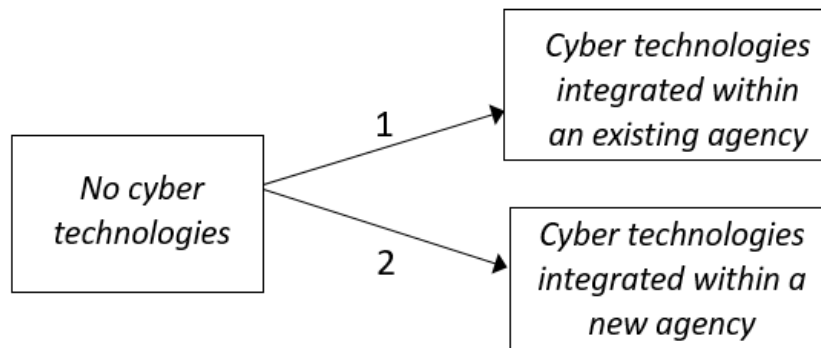 No cyber
technologies
1
2
Cyber technologies
integrated within
an existing agency
Cyber technologies
integrated within a
new agency